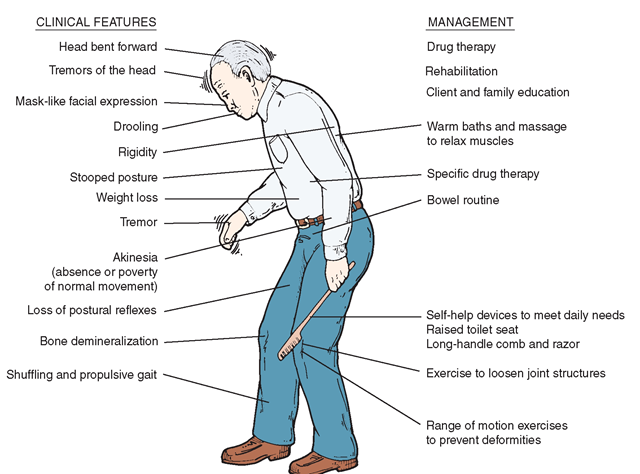 CLINICAL FEATURES
Head bent forward
Tremors of the head
Mask-like facial expression
Drooling
Rigidity
Stooped posture
Weight loss
Tremor
Akinesia
(absence or poverty
of normal movement)
Loss of postural reflexes
Bone demineralization
Shuffling and propulsive gait
MANAGEMENT
Drug therapy
Rehabilitation
Client and family education
Warm baths and massage
to relax muscles
Specific drug therapy
Bowel routine
Self-help devices to meet daily needs
Raised toilet seat
Long-handle comb and razor
Exercise to loosen joint structures
Range of motion exercises
to prevent deformities